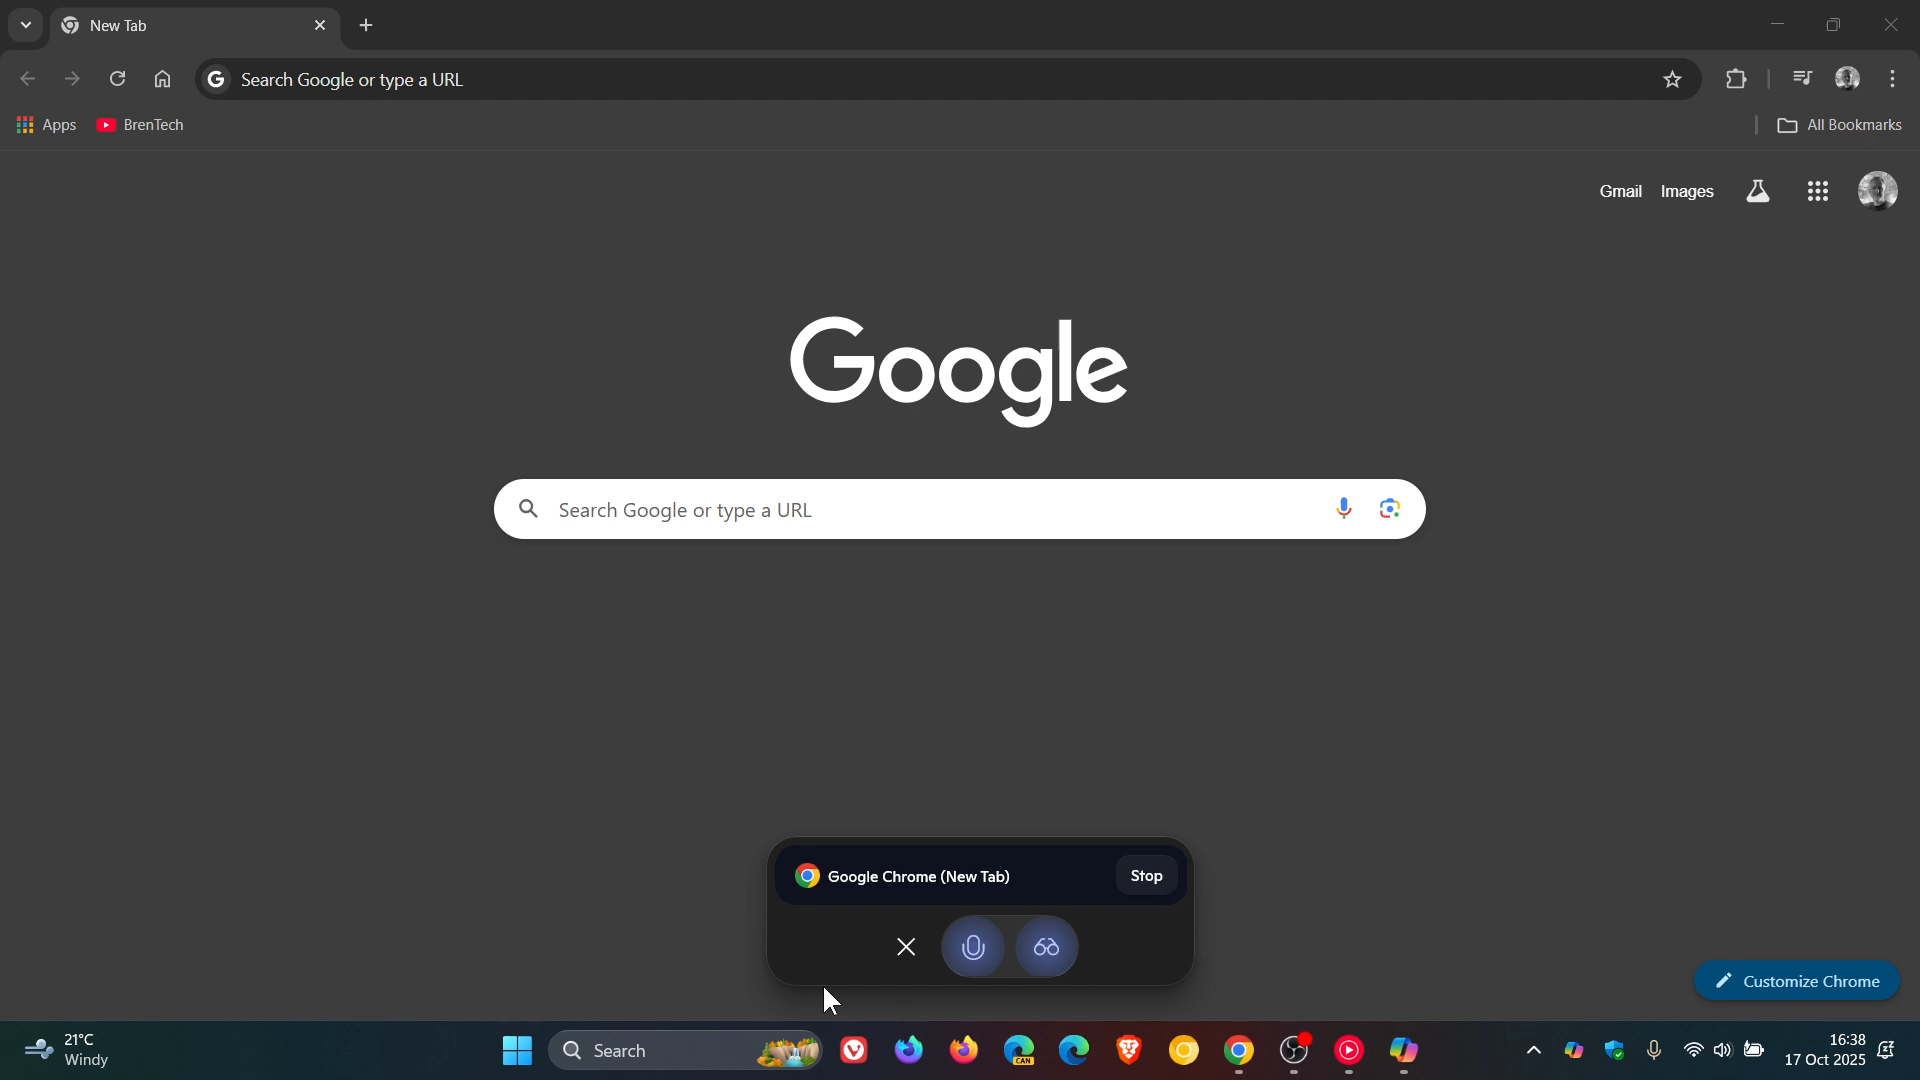 New Tab
Search Google or type a URL
Apps
BrenTech
All Bookmarks
Gmail
Images
Google
Search Google or type a URL
Google Chrome (New Tab)
Stop
Customize Chrome
21°C
Windy
Search
CAN
16:38
17 Oct 2025